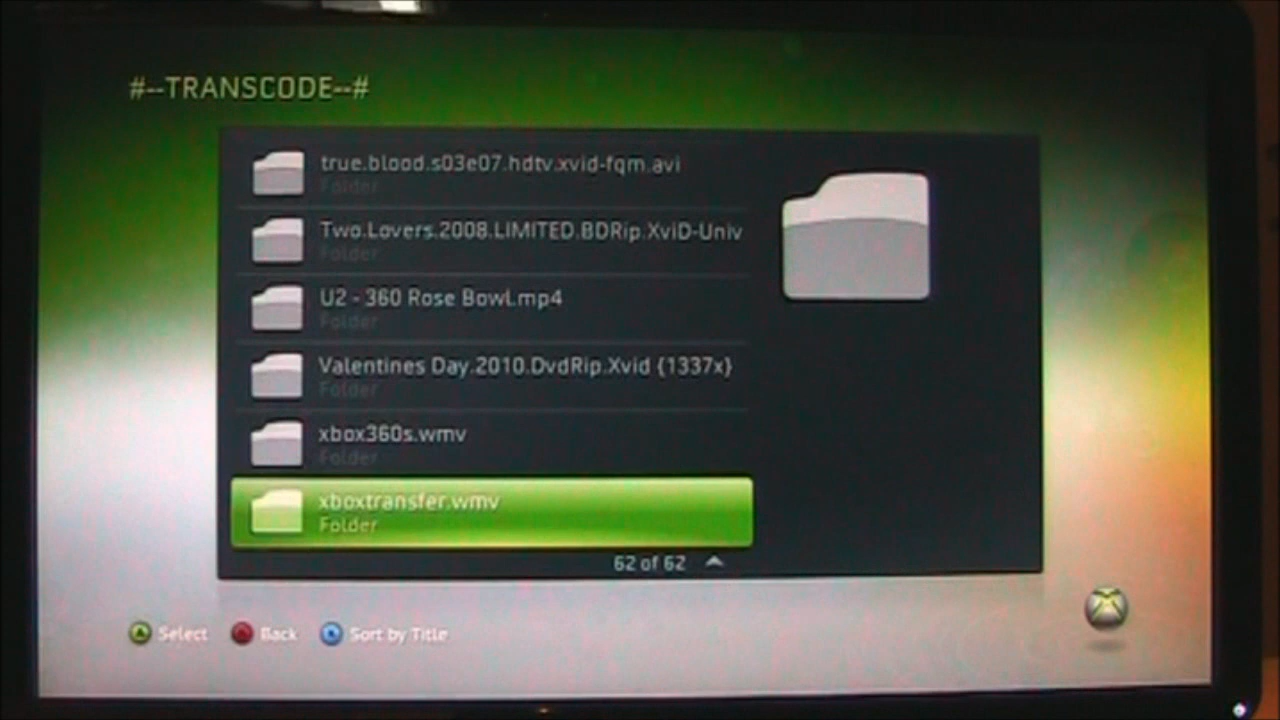 #--TRANSCODE--#
true.blood.s03e07.hdtv.xvid-fqm.avi
Folder
Two.Lovers.2008.LIMITED.BDRip.XviD-Univ
Folder
U2 - 360 Rose Bowl.mp4
Folder
Valentines Day.2010.DvdRip.Xvid {1337x}
Folder
xbox360s.wmv
Folder
xboxtransfer.wmv
Folder
62 of 62
Select Back Sort by Title